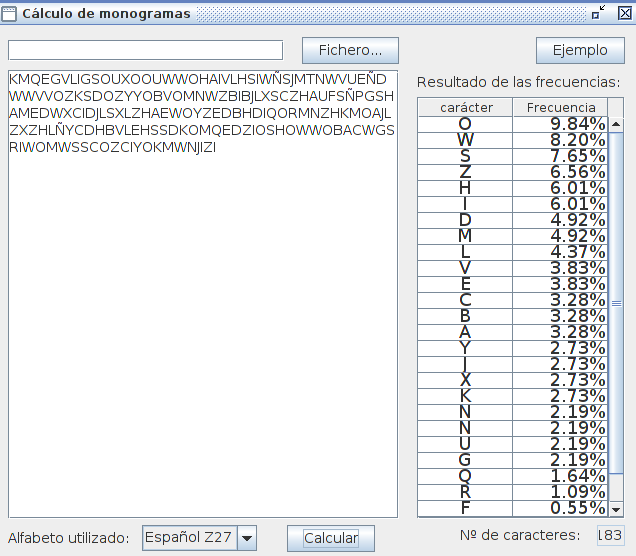 Cálculo de monogramas
Fichero...
Ejemplo
KMQEGVLIGSOUXOOUWWOHAIVLHSIWÑSJMTNWVUEÑD
WWVVOZKSDOZYYOBVOMNWZBIBJLXSCZHAUFSÑPGSH
AMEDWXCIDJLSXLZHAEWOYZEDBHDIQORMNZHKMOAJL
ZXZHLÑYCDHBVLEHSSDKOMQEDZIOSHOWWOBACWGS
RIWOMWSSCOZCIYOKMWNJIZI
Resultado de las frecuencias:
carácter Frecuencia
O 9.84%
W 8.20%
S 7.65%
Z 6.56%
H 6.01%
I 6.01%
D 4.92%
M 4.92%
L 4.37%
V 3.83%
E 3.83%
C 3.28%
B 3.28%
A 3.28%
Y 2.73%
J 2.73%
X 2.73%
K 2.73%
N 2.19%
Ñ 2.19%
U 2.19%
G 2.19%
Q 1.64%
R 1.09%
F 0.55%
Alfabeto utilizado: Español Z27 Calcular
Nº de caracteres: 183